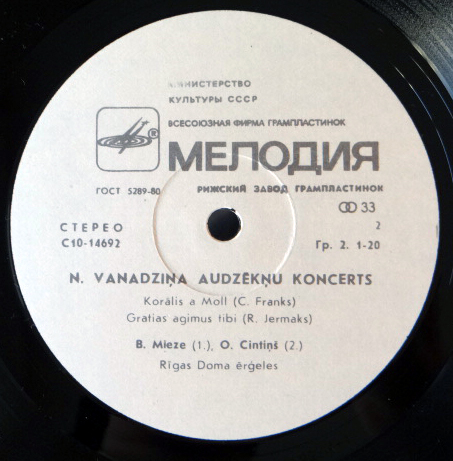 МИНИСТЕРСТВО
КУЛЬТУРЫ СССР
ВСЕСОЮЗНАЯ ФИРМА ГРАМПЛАСТИНОК
®
МЕЛОДИЯ
ГОСТ 5289-80
РИЖСКИЙ ЗАВОД ГРАМПЛАСТИНОК
33
СТЕРЕО
2
С10-14692
Гр. 2. 1-20
N. VANADZIŅA AUDZĒKŅU KONCERTS
Korālis a Moll (C. Franks)
Gratias agimus tibi (R. Jermaks)
B. Mieze (1.), O. Cintiņš (2.)
Rīgas Doma ērģeles